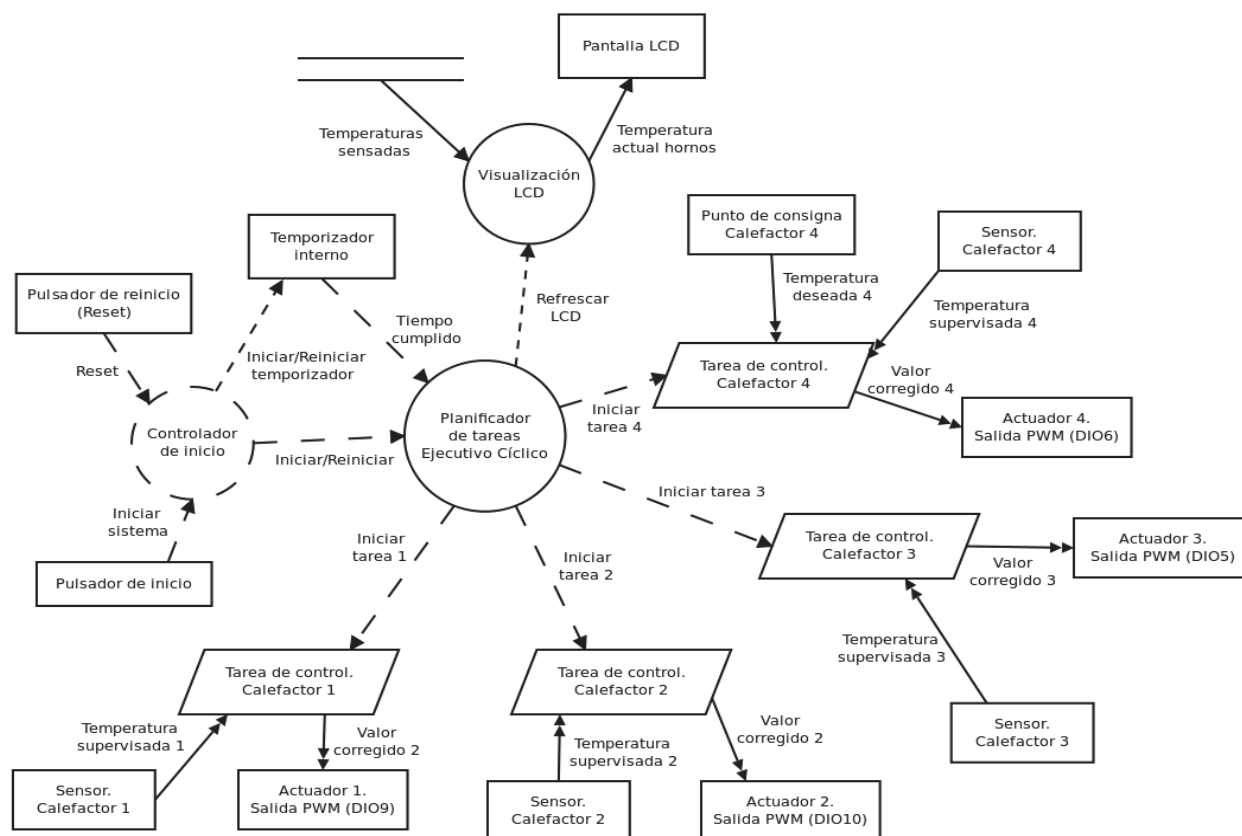 Pantalla LCD
Temperaturas
sensadas
Temperatura
actual hornos
Visualización
LCD
Punto de consigna
Calefactor 4
Sensor.
Calefactor 4
Temporizador
interno
Pulsador de reinicio
(Reset)
Refrescar
LCD
Temperatura
deseada 4
Temperatura
supervisada 4
Tiempo
cumplido
Reset
Iniciar/Reiniciar
temporizador
Tarea de control.
Calefactor 4
Valor
corregido 4
Iniciar
tarea 4
Planificador
de tareas
Ejecutivo Cíclico
Controlador
de inicio
Iniciar/Reiniciar
Actuador 4.
Salida PWM (DIO6)
Iniciar tarea 3
Iniciar
sistema
Iniciar
tarea 1
Iniciar
tarea 2
Tarea de control.
Calefactor 3
Actuador 3.
Salida PWM (DIO5)
Valor
corregido 3
Pulsador de inicio
Temperatura
supervisada 3
Tarea de control.
Calefactor 1
Tarea de control.
Calefactor 2
Temperatura
supervisada 1
Valor
corregido 2
Temperatura
supervisada 2
Valor
corregido 2
Sensor.
Calefactor 3
Sensor.
Calefactor 1
Actuador 1.
Salida PWM (DIO9)
Sensor.
Calefactor 2
Actuador 2.
Salida PWM (DIO10)